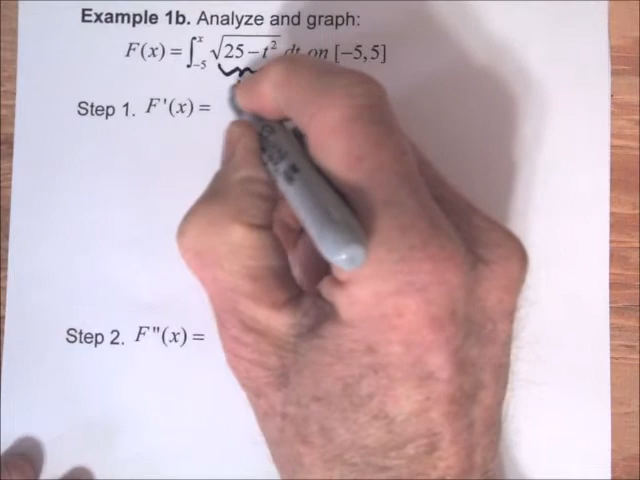 Example 1b. Analyze and graph:
F(x) = ∫_{-5}^{x} √(25 − t²) dt on [−5,5]
Step 1. F'(x) =
Step 2. F"(x) =